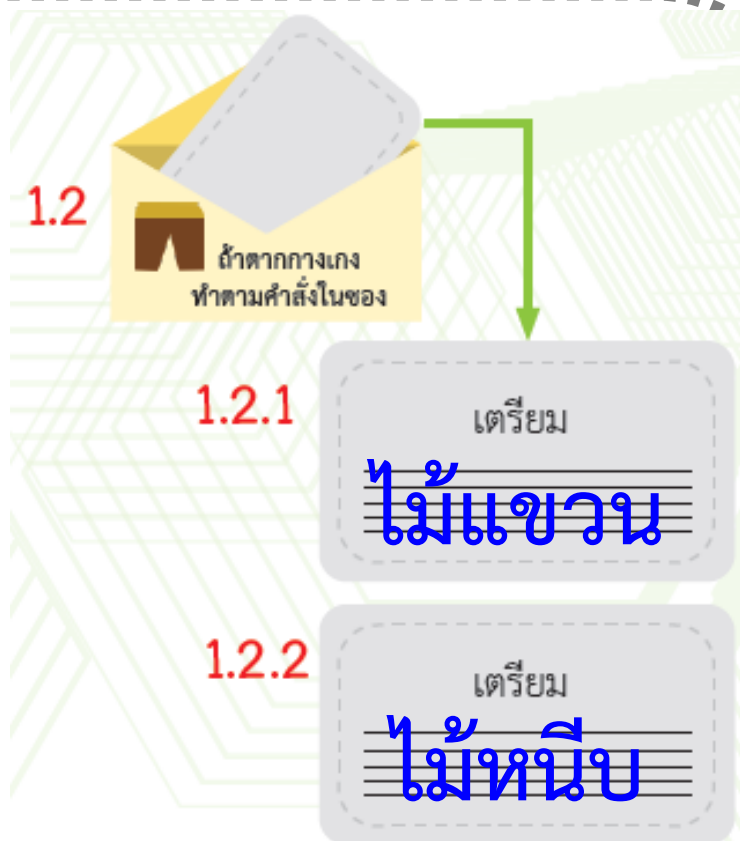 1.2
ถ้าตากกางเกง
ทำตามคำสั่งในซอง
1.2.1
เตรียม
ไม้แขวน
1.2.2
เตรียม
ไม้หนีบ